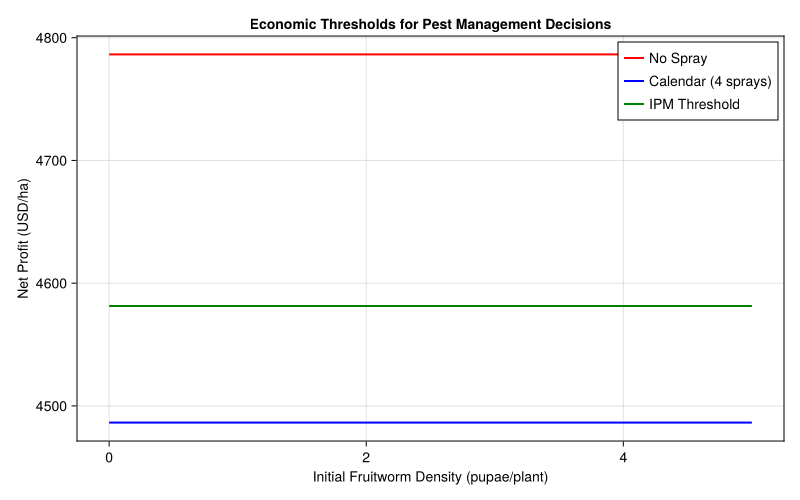 Economic Thresholds for Pest Management Decisions
4800
4700
4600
4500
Net Profit (USD/ha)
No Spray
Calendar (4 sprays)
IPM Threshold
0
2
4
Initial Fruitworm Density (pupae/plant)